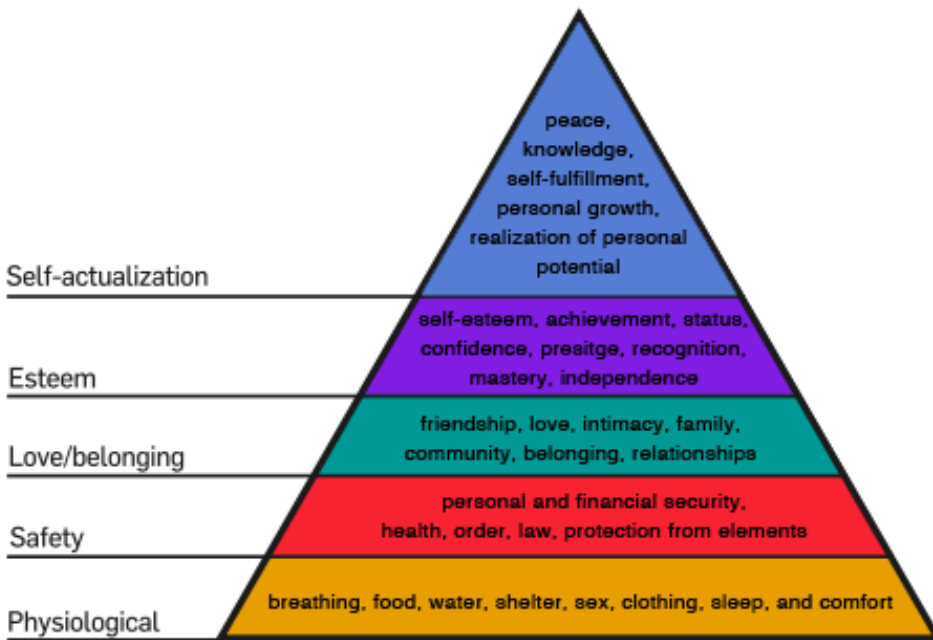 peace,
knowledge,
self-fulfillment,
personal growth,
realization of personal
potential
Self-actualization
self-esteem, achievement, status,
confidence, presitge, recognition,
mastery, independence
Esteem
friendship, love, intimacy, family,
community, belonging, relationships
Love/belonging
personal and financial security,
health, order, law, protection from elements
Safety
breathing, food, water, shelter, sex, clothing, sleep, and comfort
Physiological